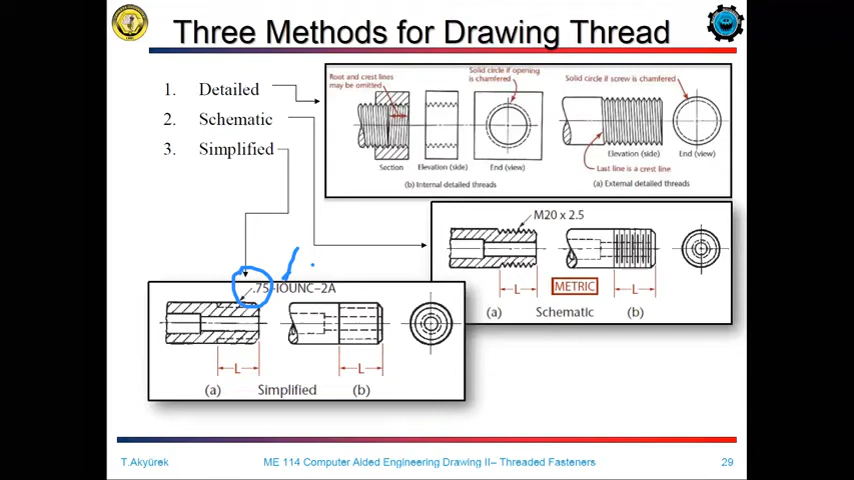 Three Methods for Drawing Thread
1. Detailed
2. Schematic
3. Simplified
Root and crest lines
may be omitted
Solid circle if opening
is chamfered
Solid circle if screw is chamfered
Section
Elevation (side)
End (view)
Elevation (side)
End (view)
Last line is a crest line
(b) Internal detailed threads
(a) External detailed threads
M20 x 2.5
L
METRIC
L
(a)
Schematic
(b)
.75-IOUNC-2A
L
L
(a)
Simplified
(b)
T.Akyürek
ME 114 Computer Aided Engineering Drawing II– Threaded Fasteners
29